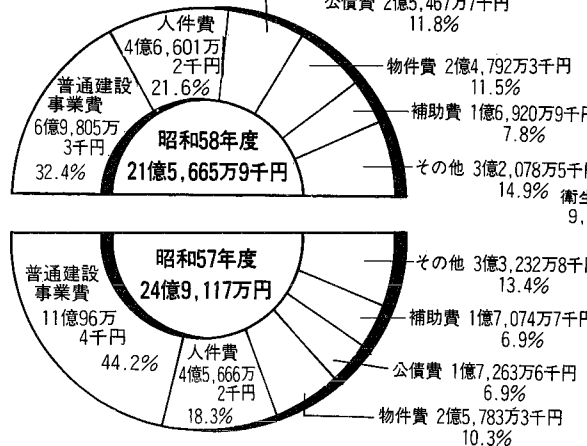 公債費 2億5,467万7千円
11.8%
人件費
4億6,601万
2千円
21.6%
物件費 2億4,792万3千円
11.5%
普通建設
事業費
6億9,805万
3千円
32.4%
補助費 1億6,920万9千円
7.8%
昭和58年度
21億5,665万9千円
その他 3億2,078万5千円
14.9%
衛生
9,
昭和57年度
24億9,117万円
その他 3億3,232万8千円
13.4%
普通建設
事業費
11億96万
4千円
44.2%
補助費 1億7,074万7千円
6.9%
人件費
4億5,666万
2千円
18.3%
公債費 1億7,263万6千円
6.9%
物件費 2億5,783万3千円
10.3%